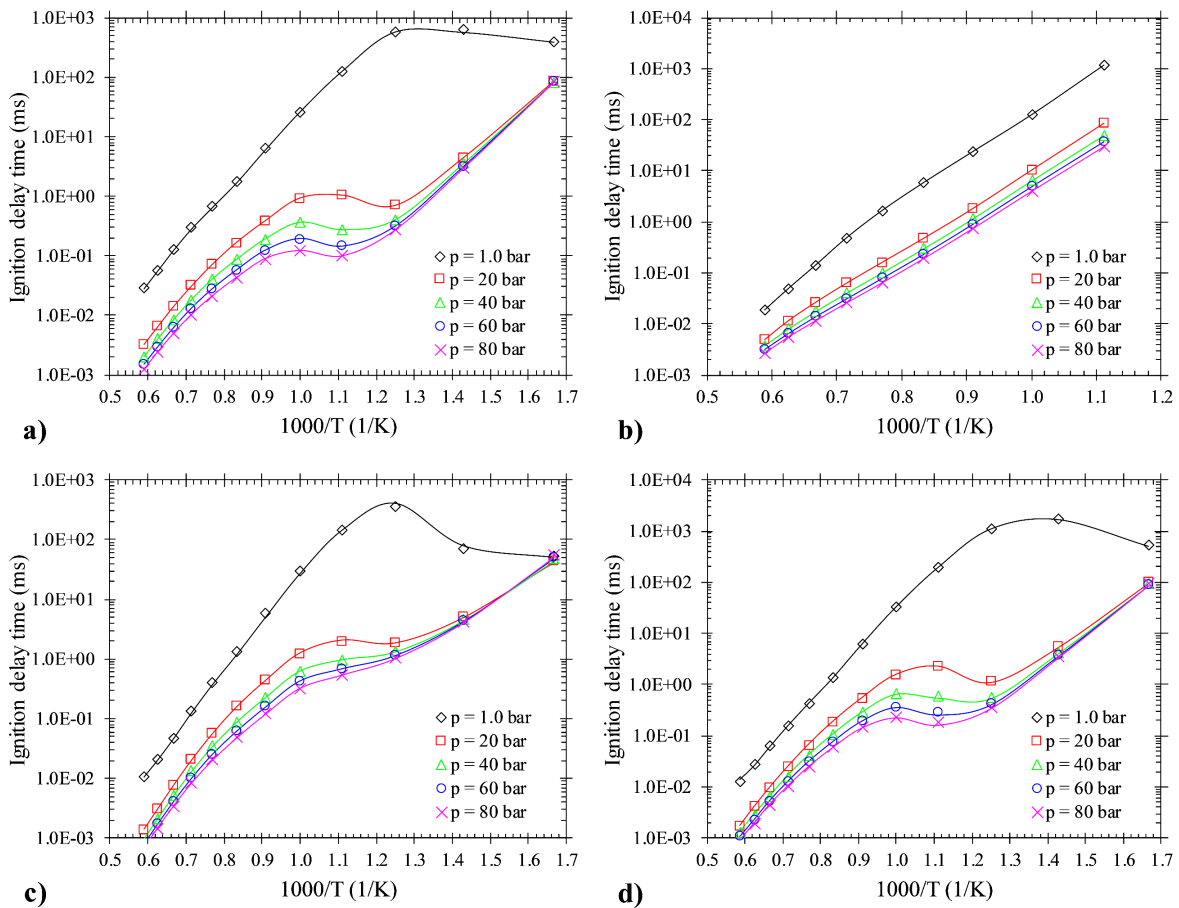 1.0E+03
1.0E+02
1.0E+01
1.0E+00
1.0E-01
1.0E-02
1.0E-03
Ignition delay time (ms)
p = 1.0 bar
p = 20 bar
p = 40 bar
p = 60 bar
p = 80 bar
0.5 0.6 0.7 0.8 0.9 1.0 1.1 1.2 1.3 1.4 1.5 1.6 1.7
1000/T (1/K)
a)
1.0E+04
1.0E+03
1.0E+02
1.0E+01
1.0E+00
1.0E-01
1.0E-02
1.0E-03
Ignition delay time (ms)
p = 1.0 bar
p = 20 bar
p = 40 bar
p = 60 bar
p = 80 bar
0.5 0.6 0.7 0.8 0.9 1.0 1.1 1.2
1000/T (1/K)
b)
1.0E+03
1.0E+02
1.0E+01
1.0E+00
1.0E-01
1.0E-02
1.0E-03
Ignition delay time (ms)
p = 1.0 bar
p = 20 bar
p = 40 bar
p = 60 bar
p = 80 bar
0.5 0.6 0.7 0.8 0.9 1.0 1.1 1.2 1.3 1.4 1.5 1.6 1.7
1000/T (1/K)
c)
1.0E+04
1.0E+03
1.0E+02
1.0E+01
1.0E+00
1.0E-01
1.0E-02
1.0E-03
Ignition delay time (ms)
p = 1.0 bar
p = 20 bar
p = 40 bar
p = 60 bar
p = 80 bar
0.5 0.6 0.7 0.8 0.9 1.0 1.1 1.2 1.3 1.4 1.5 1.6 1.7
1000/T (1/K)
d)